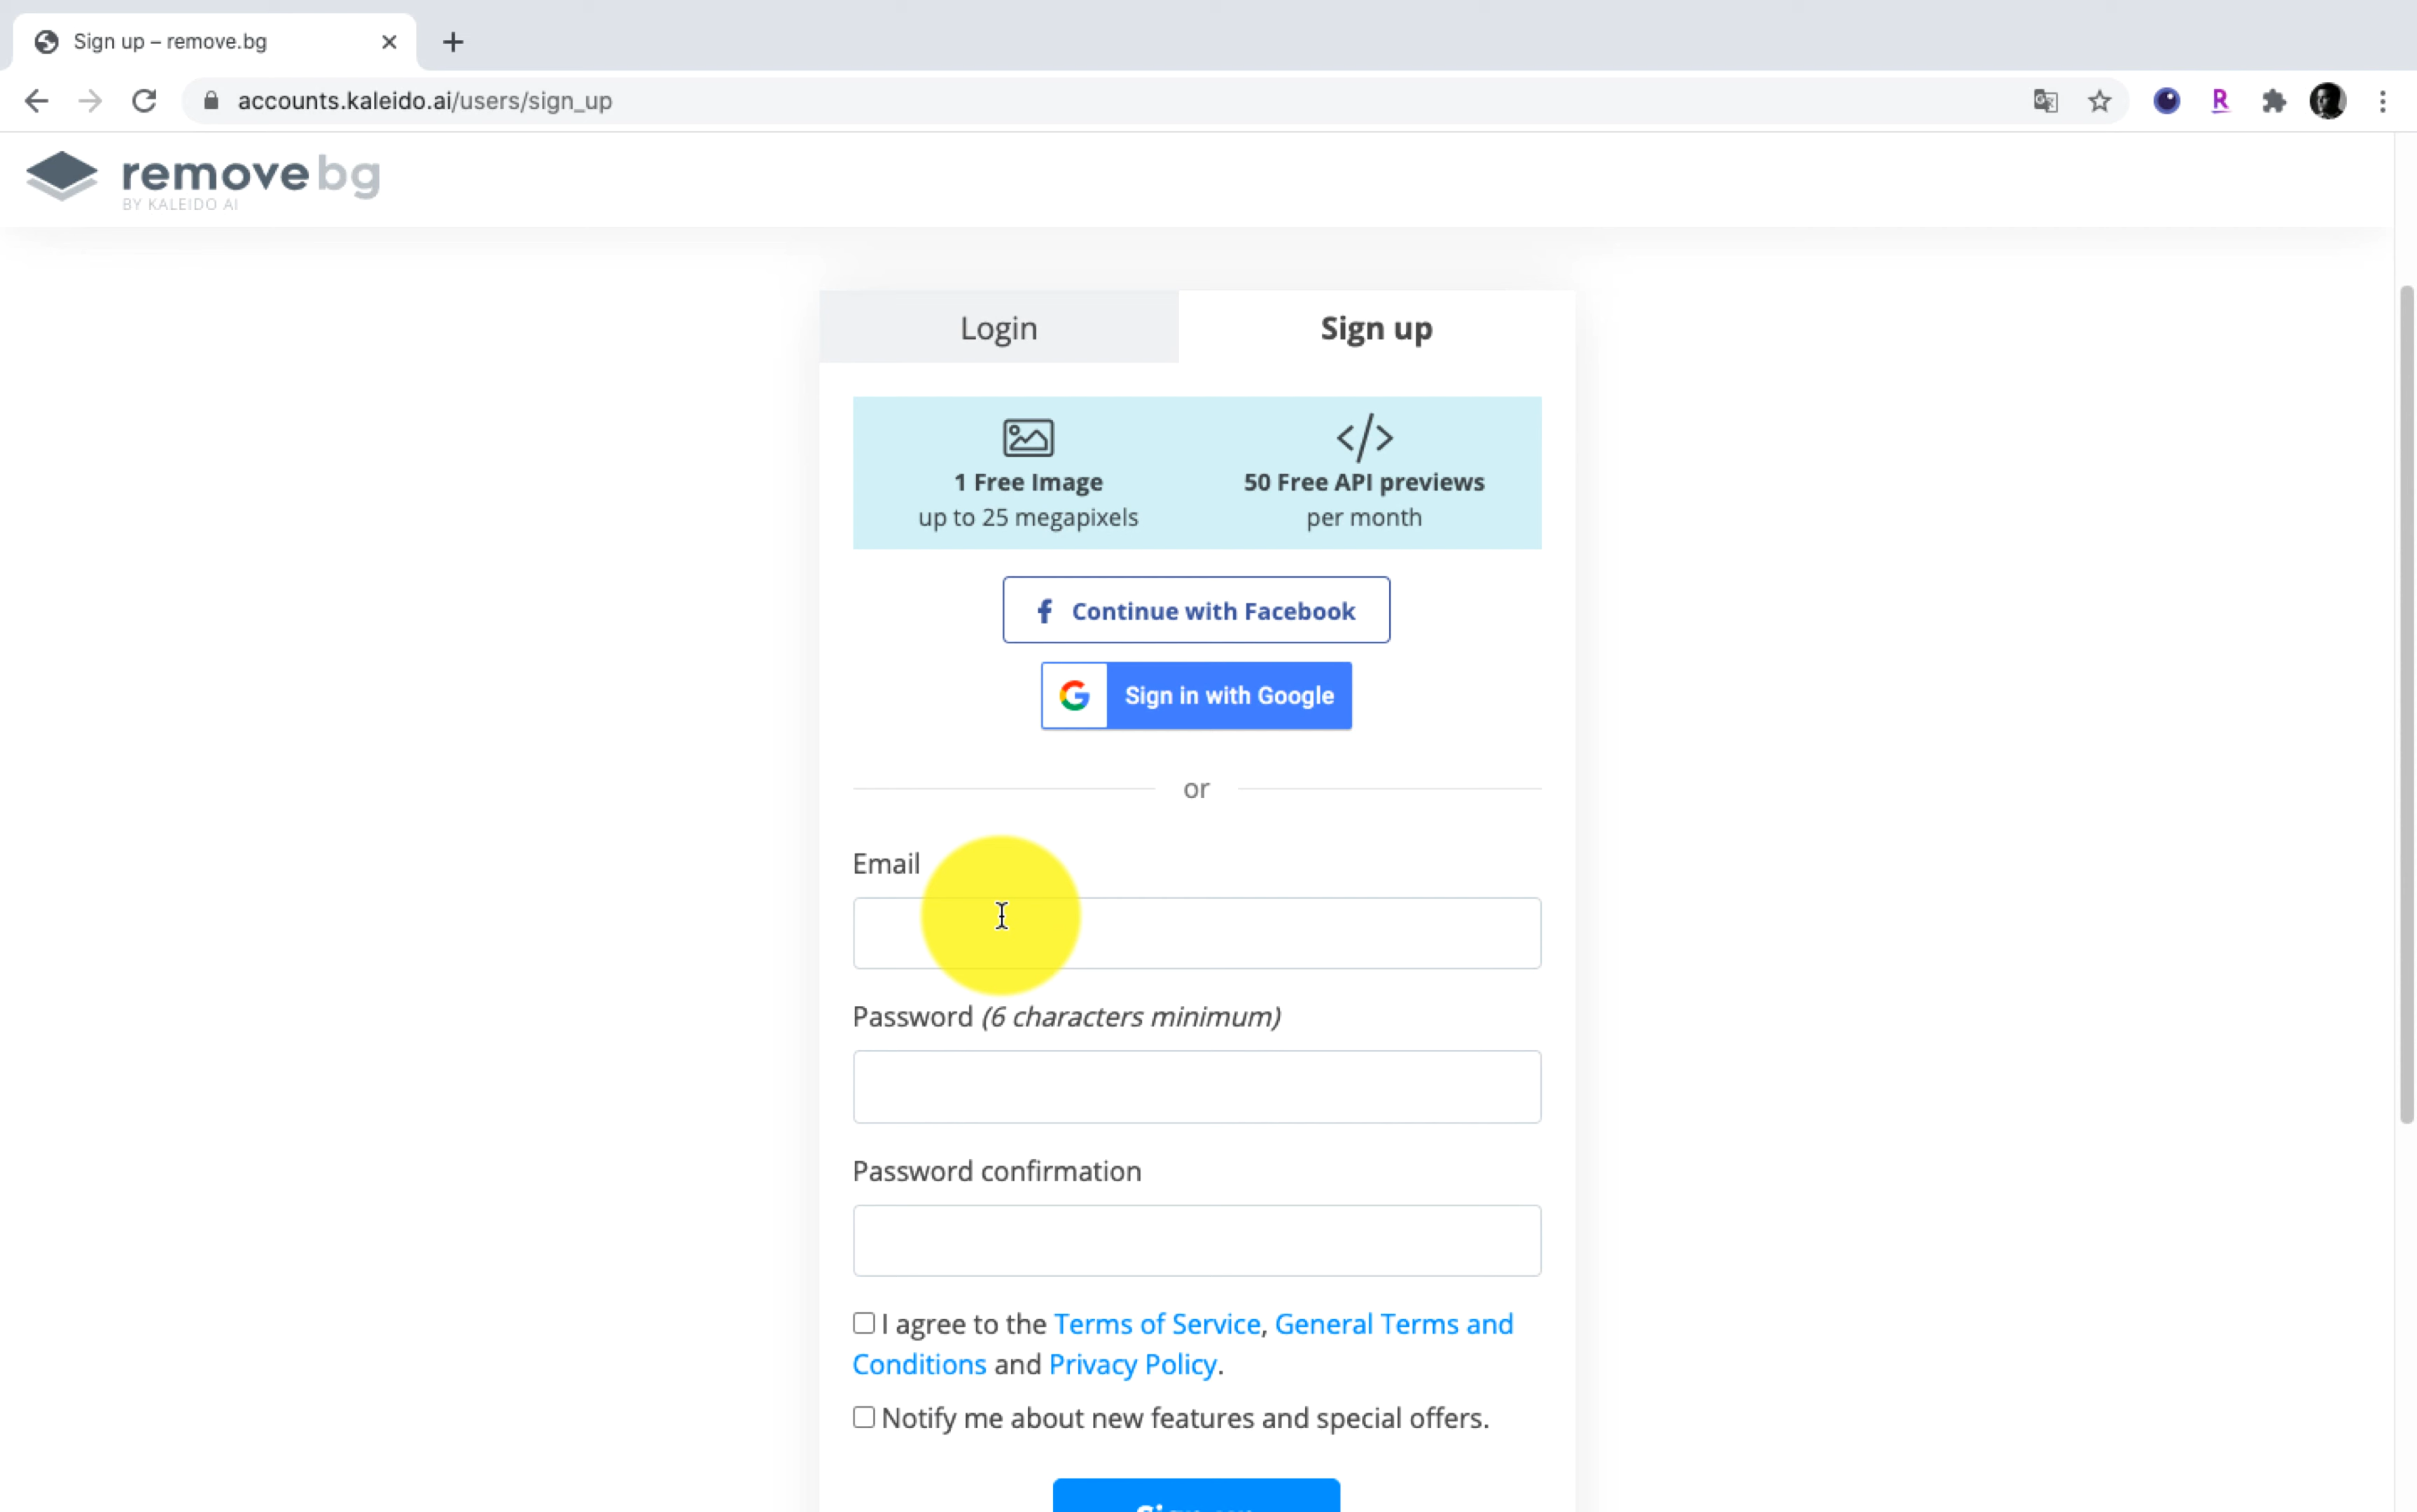 Sign up – remove.bg
accounts.kaleido.ai/users/sign_up
R
removebg
BY KALEIDO AI
Login
Sign up
1 Free Image
up to 25 megapixels
50 Free API previews
per month
Continue with Facebook
Sign in with Google
or
Email
Password (6 characters minimum)
Password confirmation
I agree to the Terms of Service, General Terms and
Conditions and Privacy Policy.
Notify me about new features and special offers.